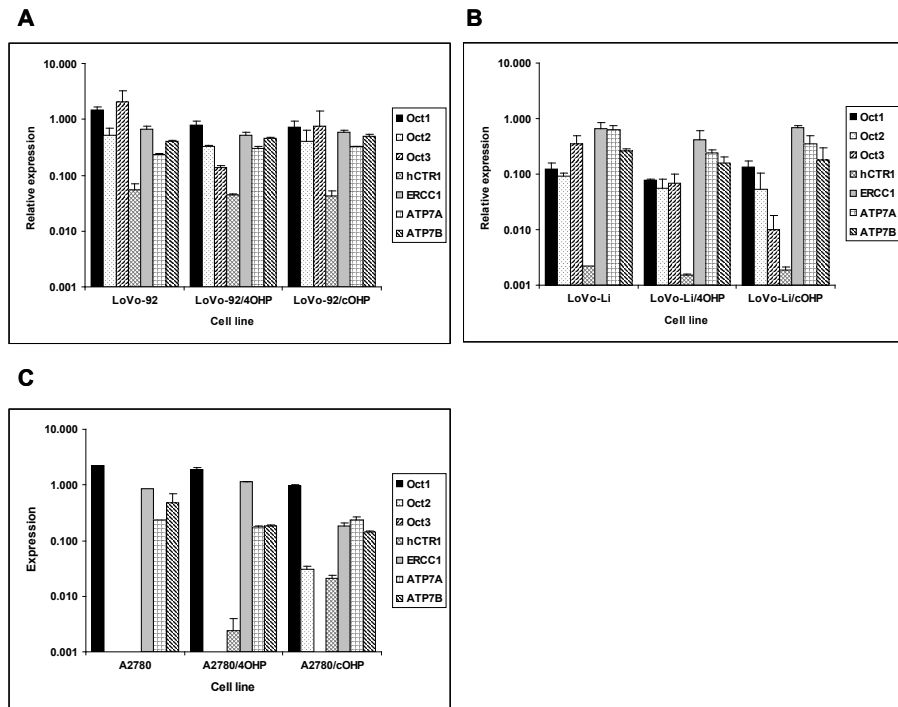 A
10.000
1.000
0.100
0.010
0.001
Relative expression
LoVo-92
LoVo-92/4OHP
LoVo-92/cOHP
Cell line
Oct1
Oct2
Oct3
hCTR1
ERCC1
ATP7A
ATP7B
B
10.000
1.000
0.100
0.010
0.001
Relative expression
LoVo-Li
LoVo-Li/4OHP
LoVo-Li/cOHP
Cell line
Oct1
Oct2
Oct3
hCTR1
ERCC1
ATP7A
ATP7B
C
10.000
1.000
0.100
0.010
0.001
Expression
A2780
A2780/4OHP
A2780/cOHP
Cell line
Oct1
Oct2
Oct3
hCTR1
ERCC1
ATP7A
ATP7B